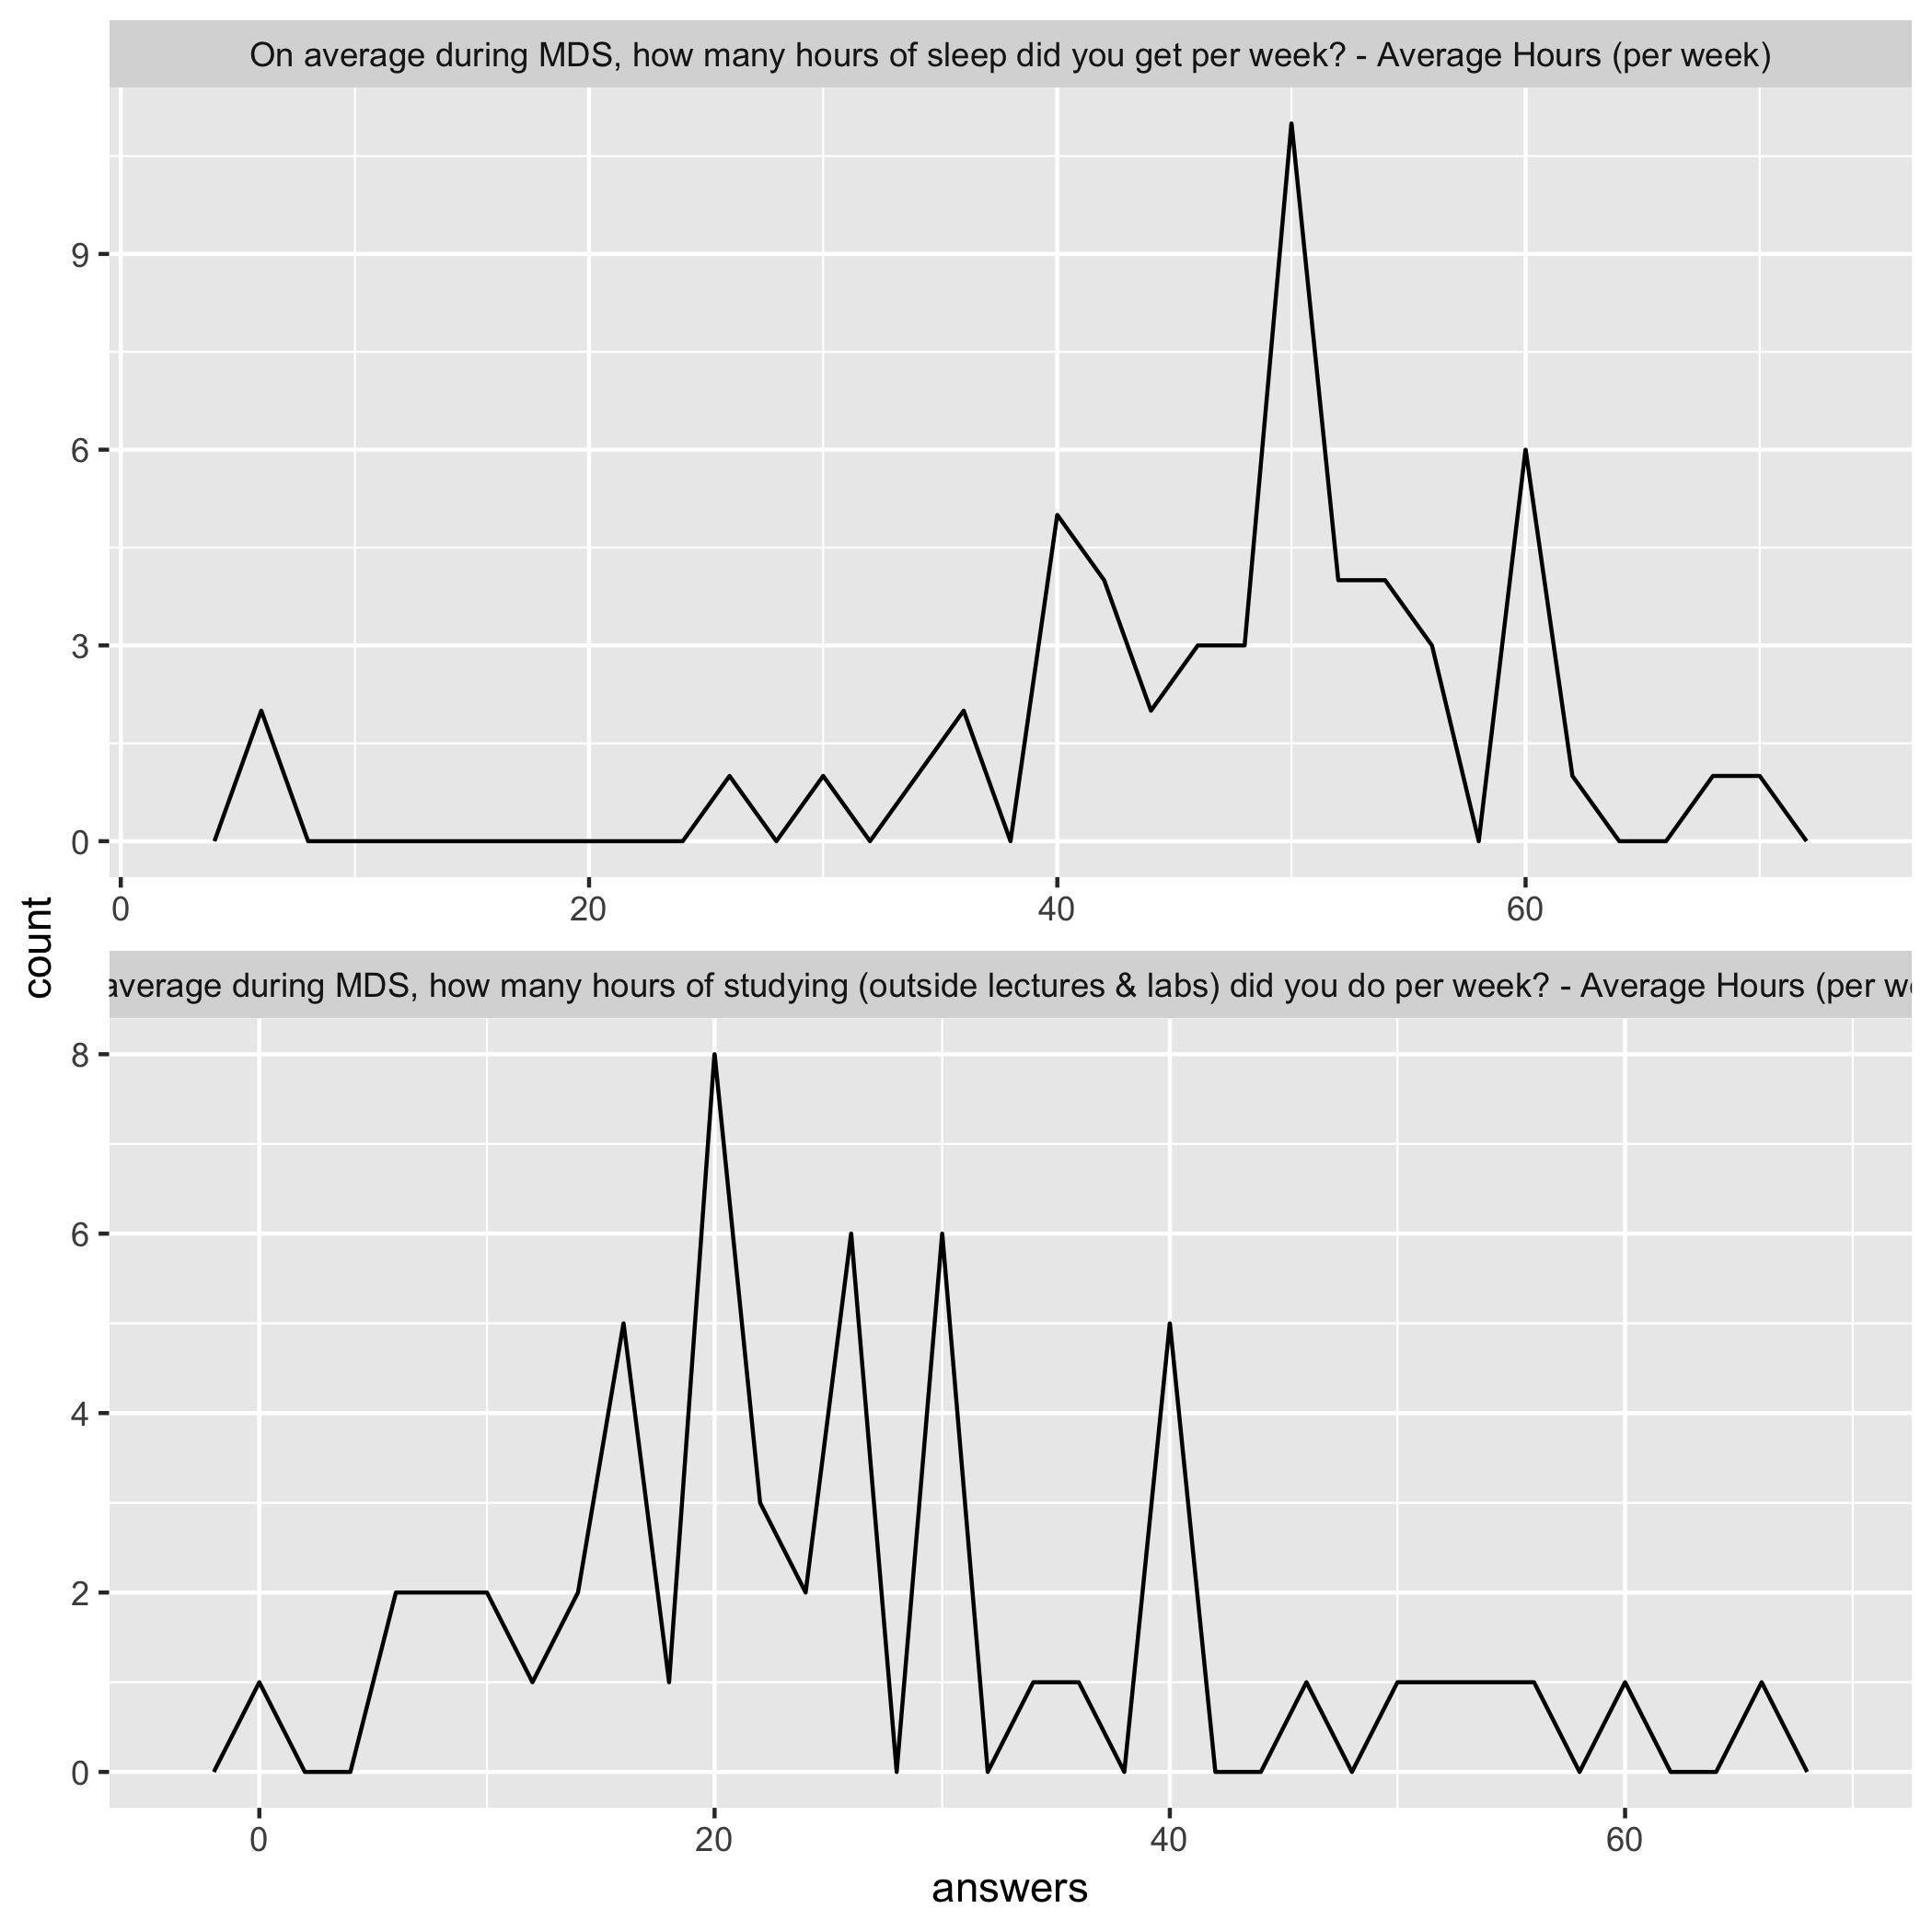 On average during MDS, how many hours of sleep did you get per week? - Average Hours (per week)
9
6
3
0
0 20 40 60
count
average during MDS, how many hours of studying (outside lectures & labs) did you do per week? - Average Hours (per
8
6
4
2
0
0 20 40 60
answers